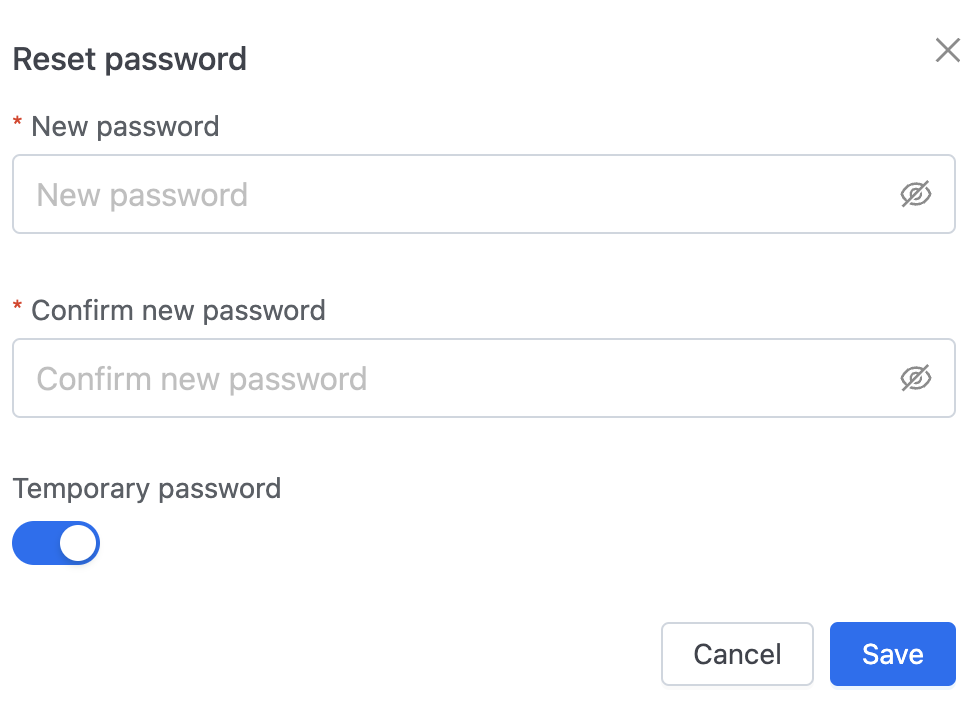 Reset password
* New password
New password
* Confirm new password
Confirm new password
Temporary password
Cancel Save